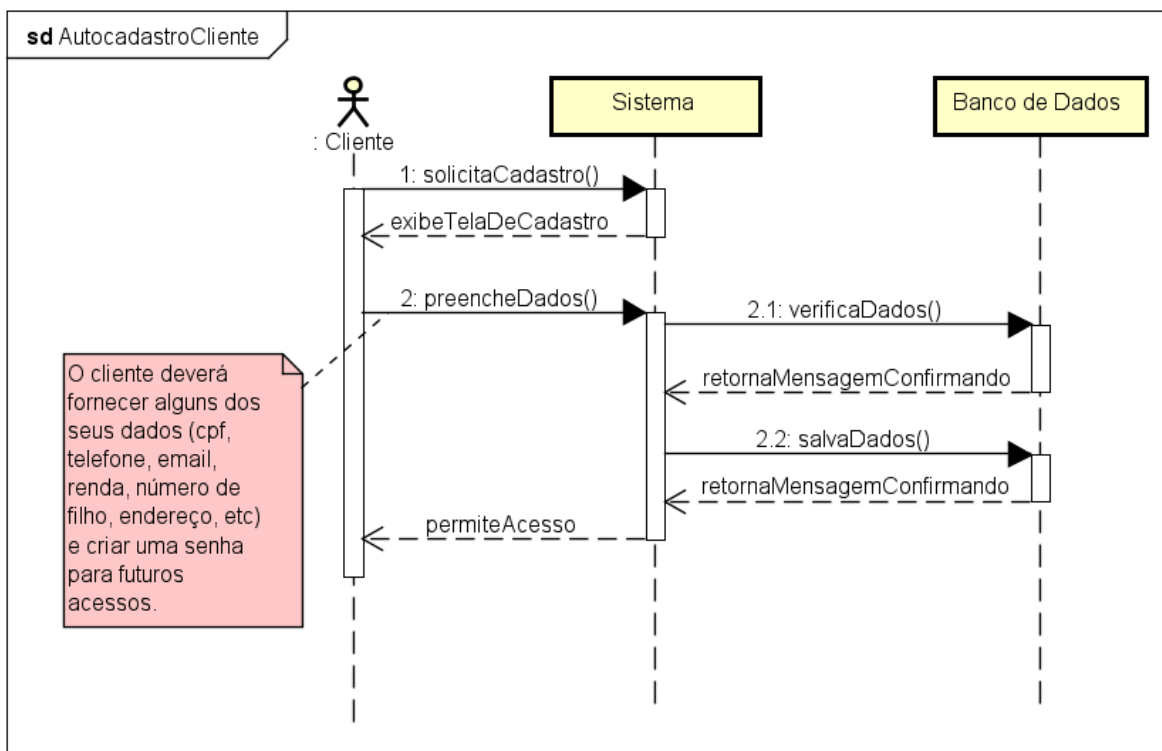 sd AutocadastroCliente
: Cliente
Sistema
Banco de Dados
1: solicitaCadastro()
exibeTelaDeCadastro
2: preencheDados()
2.1: verificaDados()
retornaMensagemConfirmando
2.2: salvaDados()
retornaMensagemConfirmando
permiteAcesso
O cliente deverá
fornecer alguns dos
seus dados (cpf,
telefone, email,
renda, número de
filho, endereço, etc)
e criar uma senha
para futuros
acessos.